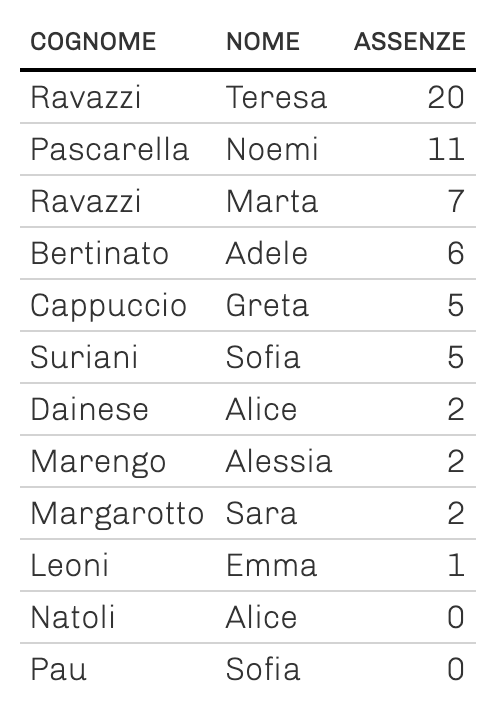 COGNOME NOME ASSENZE
Ravazzi Teresa 20
Pascarella Noemi 11
Ravazzi Marta 7
Bertinato Adele 6
Cappuccio Greta 5
Suriani Sofia 5
Dainese Alice 2
Marengo Alessia 2
Margarotto Sara 2
Leoni Emma 1
Natoli Alice 0
Pau Sofia 0